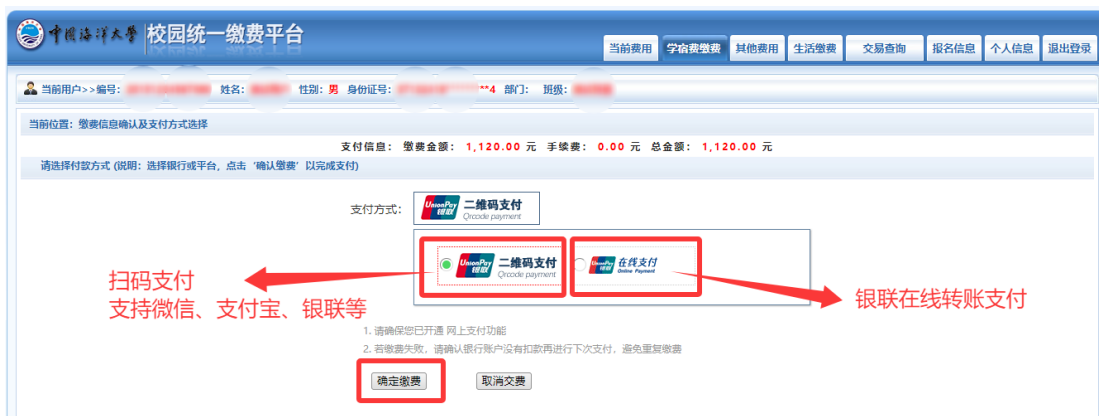 中国海洋大学 校园统一缴费平台
当前费用 学宿费缴费 其他费用 生活缴费 交易查询 报名信息 个人信息 退出登录
当前用户>>编号: 姓名: 性别: 男 身份证号: **4 部门: 班级:
当前位置: 缴费信息确认及支付方式选择
支付信息: 缴费金额: 1,120.00 元 手续费: 0.00 元 总金额: 1,120.00 元
请选择付款方式 (说明: 选择银行或平台, 点击 '确认缴费' 以完成支付)
支付方式: UnionPay 银联 二维码支付 Qrcode payment
UnionPay 银联 二维码支付 Qrcode payment
UnionPay 银联 在线支付 Online Payment
扫码支付
支持微信、支付宝、银联等
银联在线转账支付
1. 请确保您已开通 网上支付功能
2. 若缴费失败, 请确认银行账户没有扣款再进行下次支付, 避免重复缴费
确定缴费 取消交费